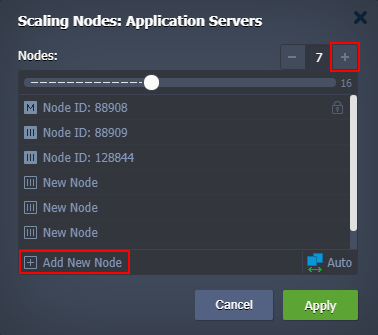 Scaling Nodes: Application Servers
Nodes: 7
16
M Node ID: 88908
Node ID: 88909
Node ID: 128844
New Node
New Node
New Node
Add New Node Auto
Cancel Apply